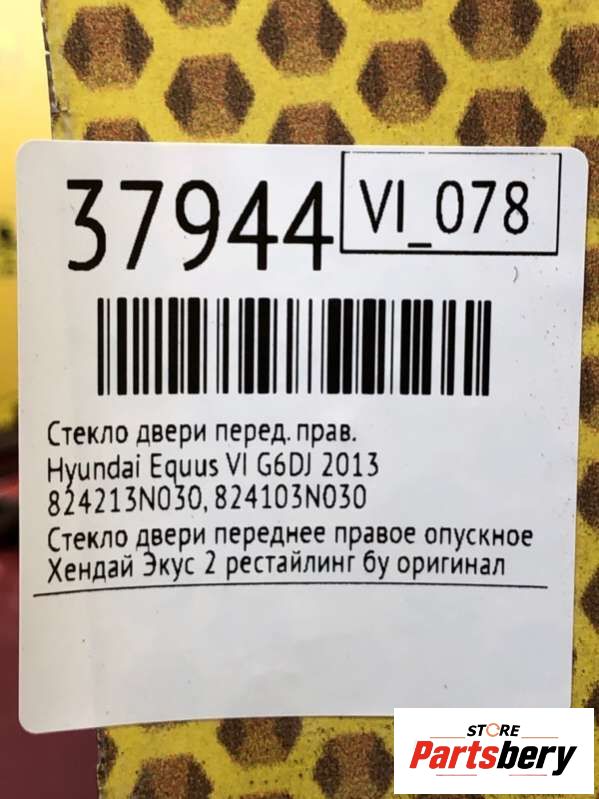 37944
VI_078
Стекло двери перед. прав.
Hyundai Equus VI G6DJ 2013
824213N030, 824103N030
Стекло двери переднее правое опускное
Хендай Экус 2 рестайлинг бу оригинал
STORE
Partsbery